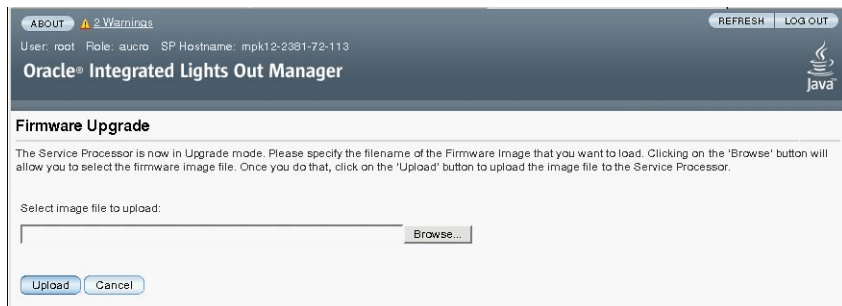 ABOUT 2 Warnings REFRESH LOG OUT
User: root Role: aucro SP Hostname: mpk12-2381-72-113
Oracle® Integrated Lights Out Manager
Java™
Firmware Upgrade
The Service Processor is now in Upgrade mode. Please specify the filename of the Firmware Image that you want to load. Clicking on the 'Browse' button will
allow you to select the firmware image file. Once you do that, click on the 'Upload' button to upload the image file to the Service Processor.
Select image file to upload:
Browse...
Upload Cancel